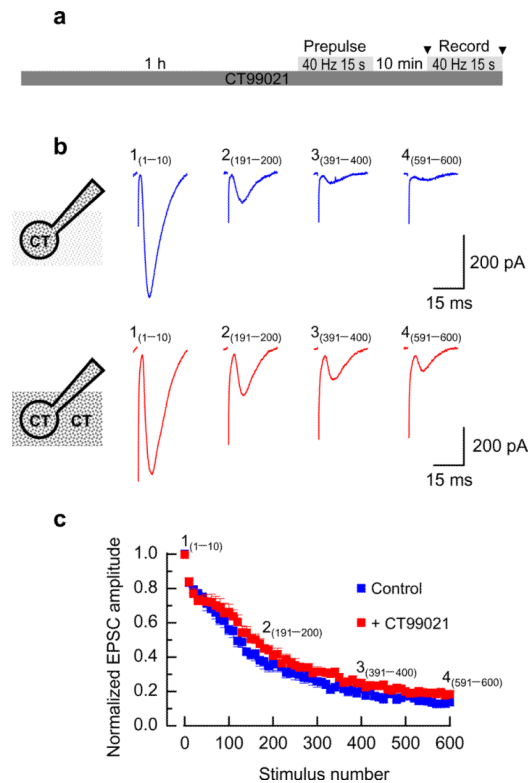 a
Prepulse Record
1 h 40 Hz 15 s 10 min 40 Hz 15 s
CT99021
b
1(1–10) 2(191–200) 3(391–400) 4(591–600)
CT
200 pA
15 ms
1(1–10) 2(191–200) 3(391–400) 4(591–600)
CT CT
200 pA
15 ms
c
1(1–10)
Control
+ CT99021
2(191–200)
3(391–400)
4(591–600)
Normalized EPSC amplitude
1.0
0.8
0.6
0.4
0.2
0.0
0 100 200 300 400 500 600
Stimulus number